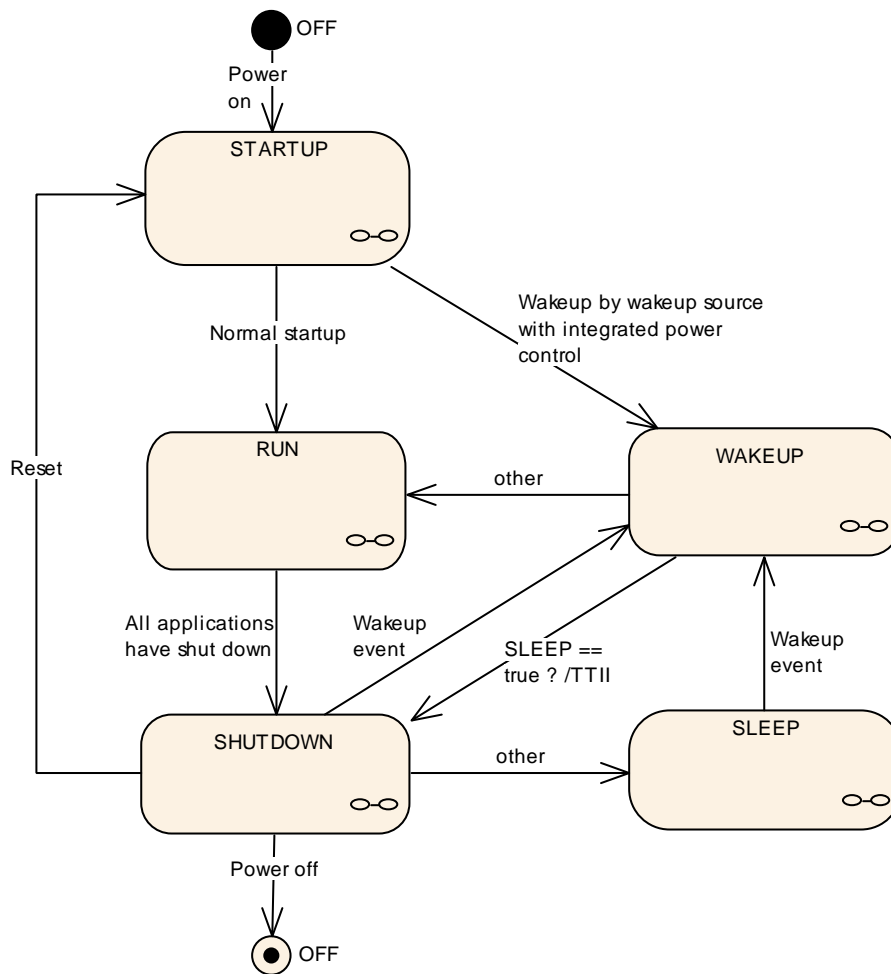 OFF
Power
on
STARTUP
Wakeup by wakeup source
with integrated power
control
Normal startup
RUN
WAKEUP
Reset
other
All applications
have shut down
Wakeup
event
SLEEP ==
true ? /TTII
Wakeup
event
SHUTDOWN
SLEEP
other
Power off
OFF